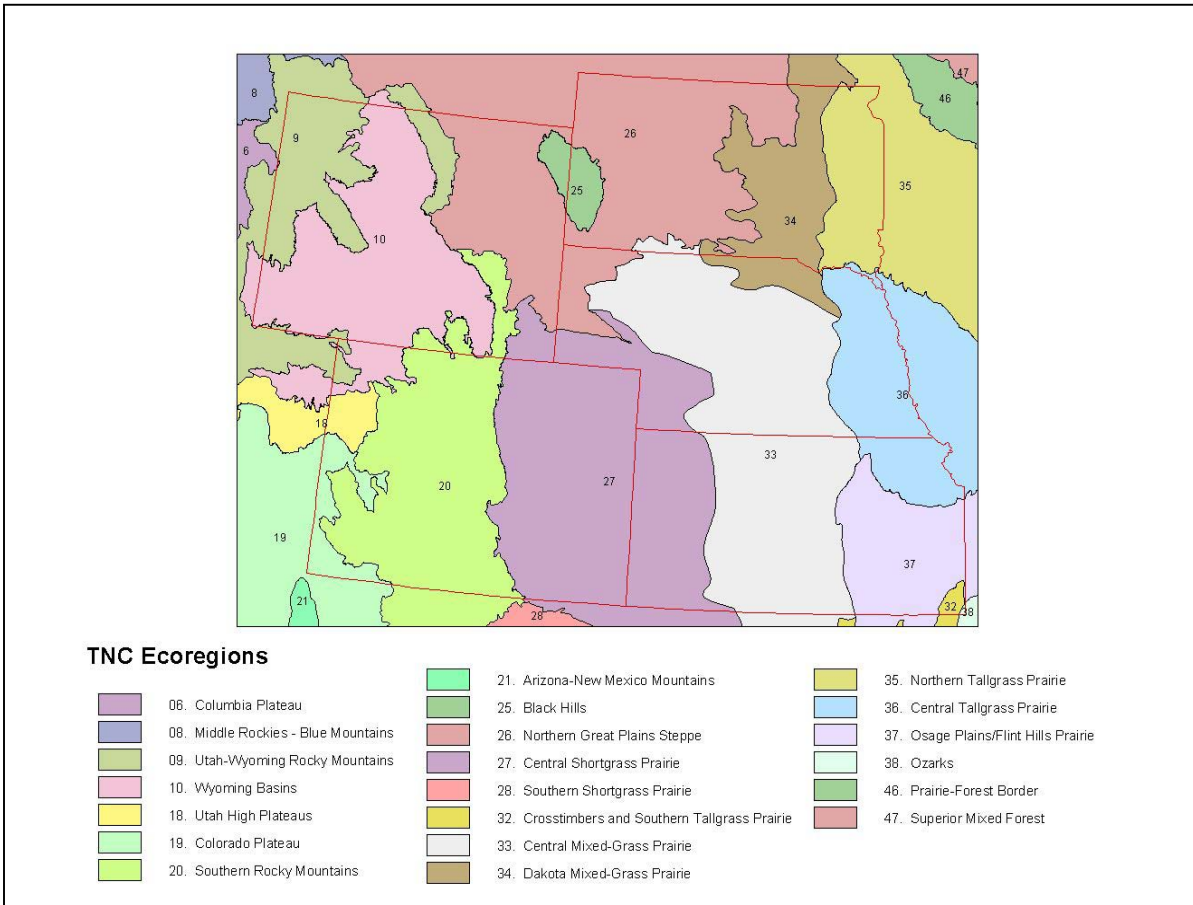 8
47
46
9
26
6
25
35
34
10
36
18
33
20
27
19
37
21
32
28
38
TNC Ecoregions
06. Columbia Plateau
08. Middle Rockies - Blue Mountains
09. Utah-Wyoming Rocky Mountains
10. Wyoming Basins
18. Utah High Plateaus
19. Colorado Plateau
20. Southern Rocky Mountains
21. Arizona-New Mexico Mountains
25. Black Hills
26. Northern Great Plains Steppe
27. Central Shortgrass Prairie
28. Southern Shortgrass Prairie
32. Crosstimbers and Southern Tallgrass Prairie
33. Central Mixed-Grass Prairie
34. Dakota Mixed-Grass Prairie
35. Northern Tallgrass Prairie
36. Central Tallgrass Prairie
37. Osage Plains/Flint Hills Prairie
38. Ozarks
46. Prairie-Forest Border
47. Superior Mixed Forest